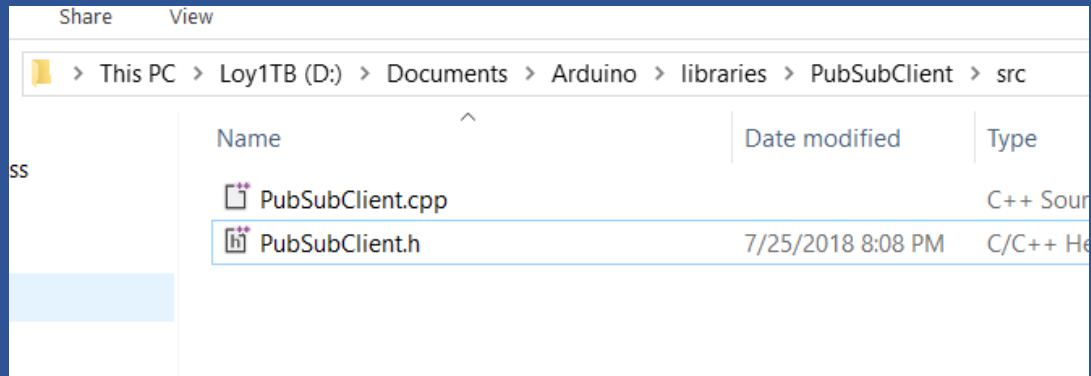 Share View
> This PC > Loy1TB (D:) > Documents > Arduino > libraries > PubSubClient > src
Name Date modified Type
ss
PubSubClient.cpp C++ Sour
PubSubClient.h 7/25/2018 8:08 PM C/C++ He